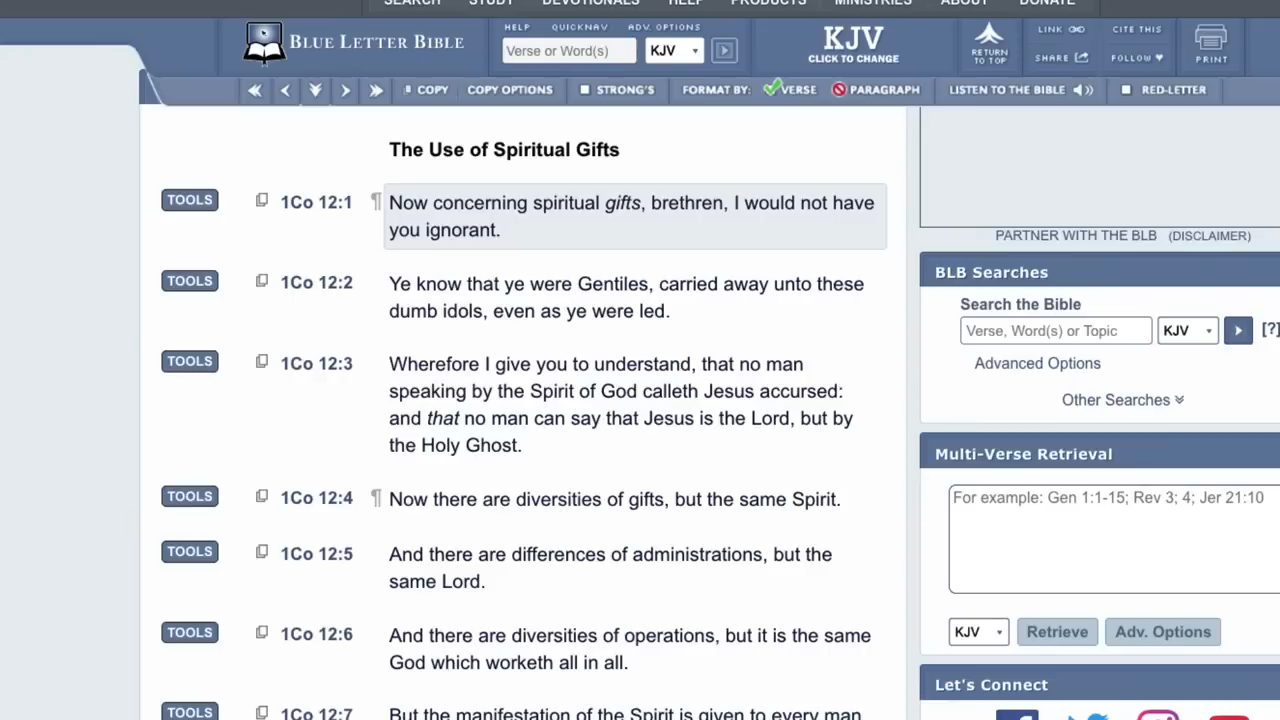 SEARCH STUDY DEVOTIONALS HELP PRODUCTS MINISTRIES ABOUT DONATE
BLUE LETTER BIBLE
HELP QUICKNAV ADV. OPTIONS
Verse or Word(s) KJV
KJV
CLICK TO CHANGE
RETURN
TO TOP
LINK CITE THIS
SHARE FOLLOW
PRINT
COPY COPY OPTIONS STRONG'S FORMAT BY: VERSE PARAGRAPH LISTEN TO THE BIBLE RED-LETTER
The Use of Spiritual Gifts
TOOLS 1Co 12:1 ¶ Now concerning spiritual gifts, brethren, I would not have
you ignorant.
TOOLS 1Co 12:2 Ye know that ye were Gentiles, carried away unto these
dumb idols, even as ye were led.
TOOLS 1Co 12:3 Wherefore I give you to understand, that no man
speaking by the Spirit of God calleth Jesus accursed:
and that no man can say that Jesus is the Lord, but by
the Holy Ghost.
TOOLS 1Co 12:4 ¶ Now there are diversities of gifts, but the same Spirit.
TOOLS 1Co 12:5 And there are differences of administrations, but the
same Lord.
TOOLS 1Co 12:6 And there are diversities of operations, but it is the same
God which worketh all in all.
TOOLS 1Co 12:7 But the manifestation of the Spirit is given to every man
PARTNER WITH THE BLB (DISCLAIMER)
BLB Searches
Search the Bible
Verse, Word(s) or Topic KJV [?]
Advanced Options
Other Searches
Multi-Verse Retrieval
For example: Gen 1:1-15; Rev 3; 4; Jer 21:10
KJV Retrieve Adv. Options
Let's Connect